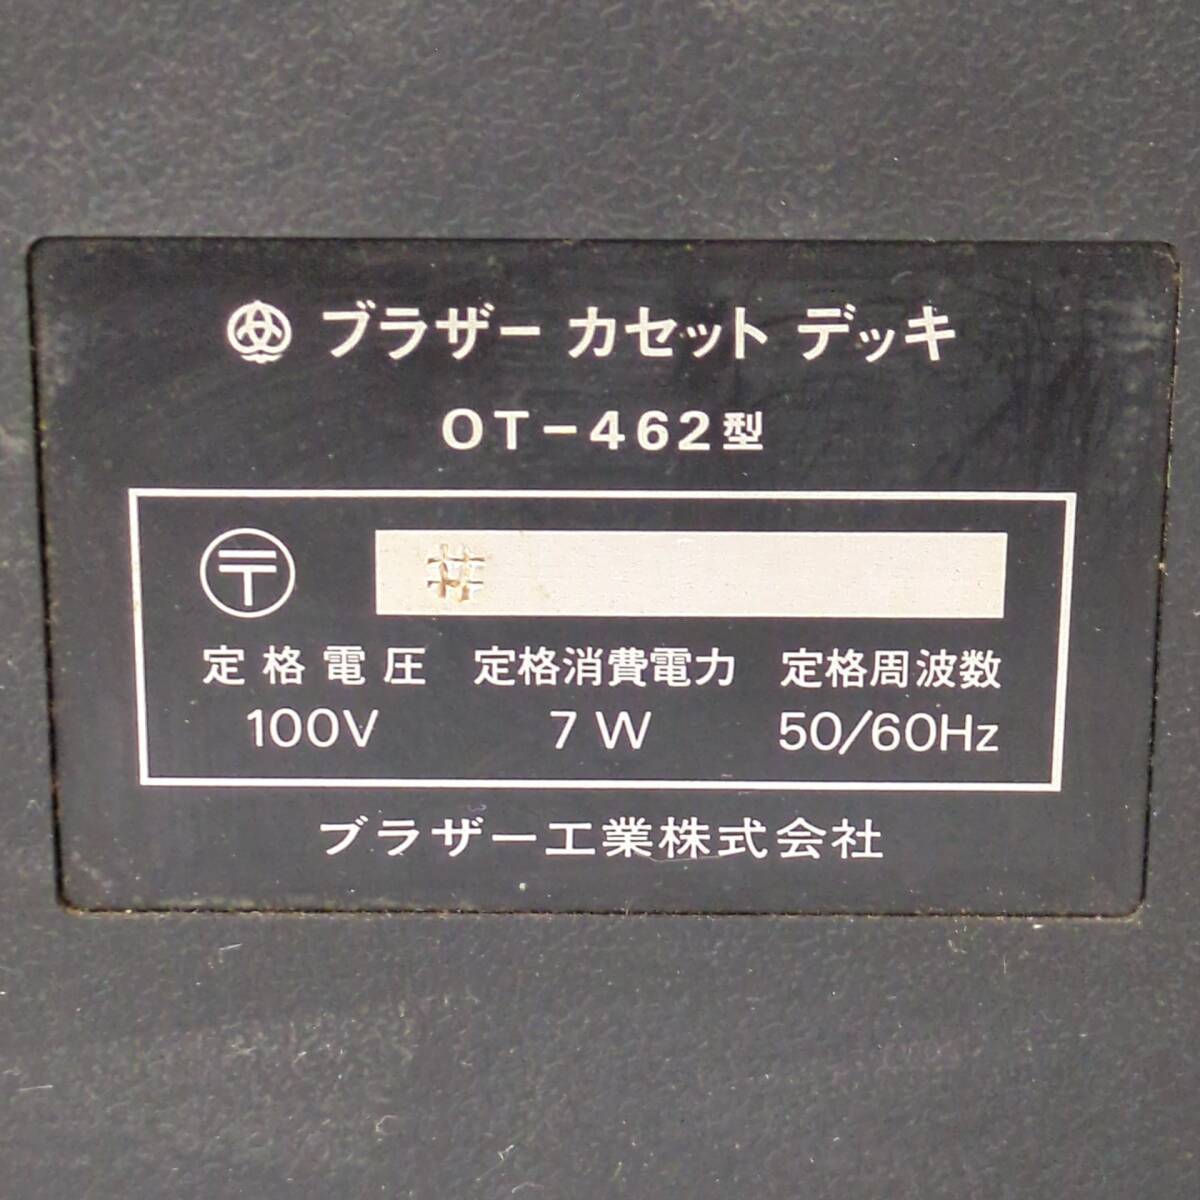 ブラザー カセット デッキ
OT-462型
〒
#
定格電圧 定格消費電力 定格周波数
100V 7W 50/60Hz
ブラザー工業株式会社